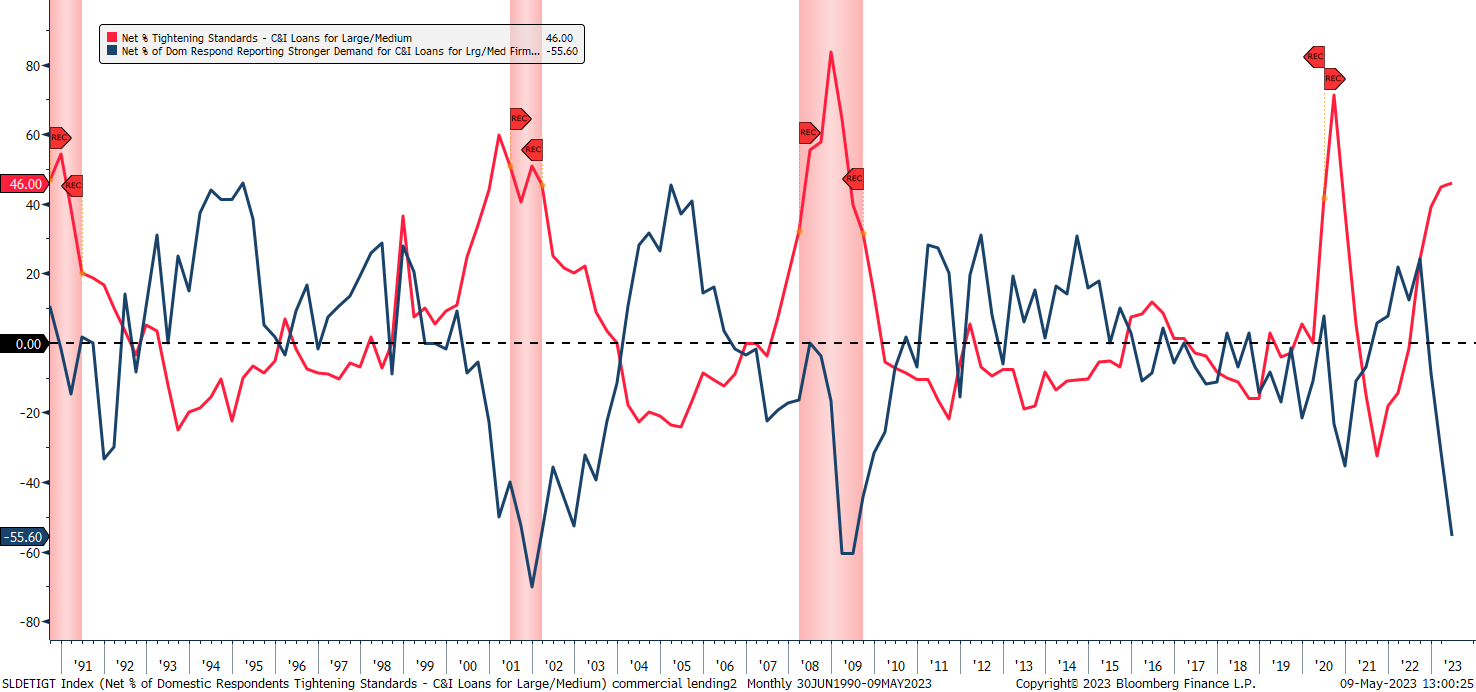 Net % Tightening Standards - C&I Loans for Large/Medium 46.00
Net % of Dom Respond Reporting Stronger Demand for C&I Loans for Lrg/Med Firm... -55.60
REC
REC
REC
REC
REC
REC
REC
REC
80
60
46.00
40
20
0.00
-20
-40
-55.60
-60
-80
'91 '92 '93 '94 '95 '96 '97 '98 '99 '00 '01 '02 '03 '04 '05 '06 '07 '08 '09 '10 '11 '12 '13 '14 '15 '16 '17 '18 '19 '20 '21 '22 '23
SLDETIGT Index (Net % of Domestic Respondents Tightening Standards - C&I Loans for Large/Medium) commercial lending2 Monthly 30JUN1990-09MAY2023 Copyright© 2023 Bloomberg Finance L.P. 09-May-2023 13:00:25